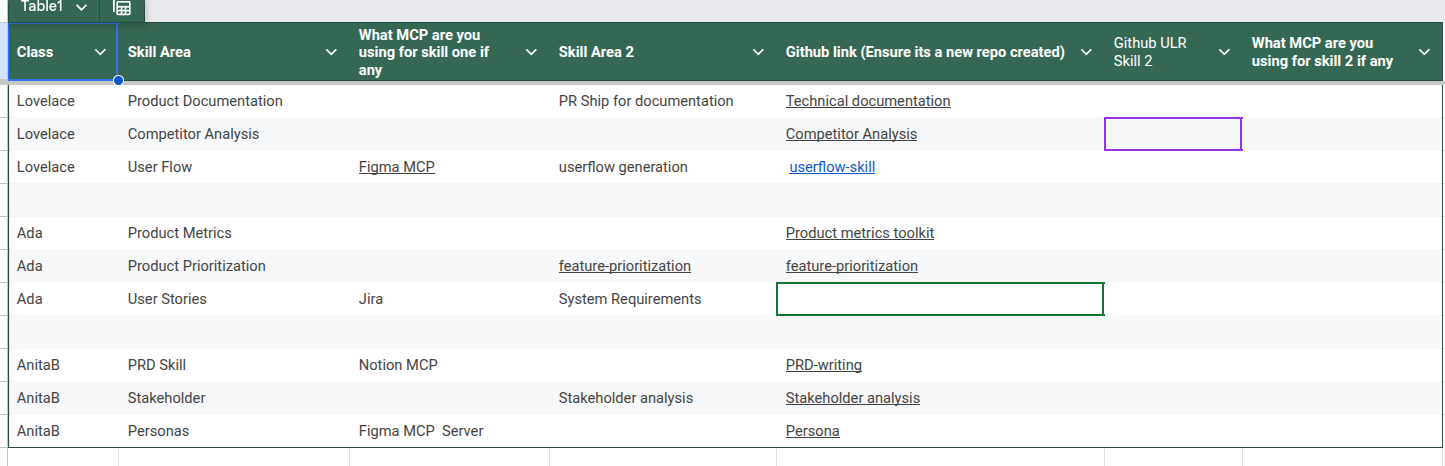 Table1
Class Skill Area What MCP are you using for skill one if any Skill Area 2 Github link (Ensure its a new repo created) Github ULR Skill 2 What MCP are you using for skill 2 if any
Lovelace Product Documentation PR Ship for documentation Technical documentation
Lovelace Competitor Analysis Competitor Analysis
Lovelace User Flow Figma MCP userflow generation userflow-skill
Ada Product Metrics Product metrics toolkit
Ada Product Prioritization feature-prioritization feature-prioritization
Ada User Stories Jira System Requirements
AnitaB PRD Skill Notion MCP PRD-writing
AnitaB Stakeholder Stakeholder analysis Stakeholder analysis
AnitaB Personas Figma MCP Server Persona